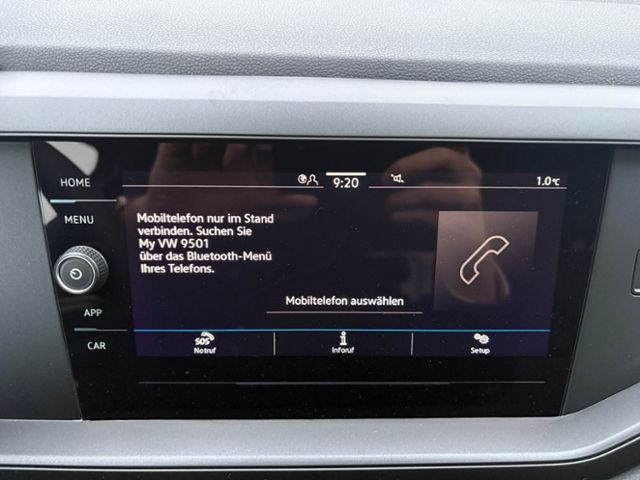 HOME
9:20
1.0°C
MENU
Mobiltelefon nur im Stand
verbinden. Suchen Sie
My VW 9501
über das Bluetooth-Menü
Ihres Telefons.
Mobiltelefon auswählen
APP
CAR
SOS
Notruf
i
Inforuf
Setup